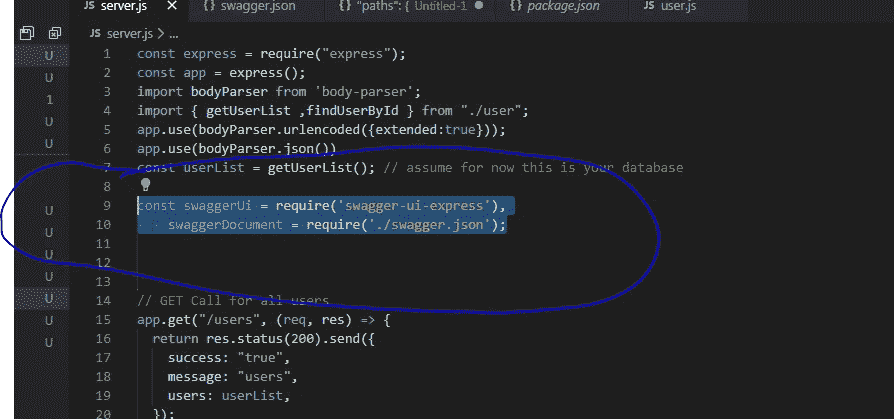 server.js × {} swagger.json {} "paths": { Untitled-1 ● {} package.json JS user.js
JS server.js > ...
1 const express = require("express");
2 const app = express();
3 import bodyParser from 'body-parser';
4 import { getUserList ,findUserById } from "./user";
5 app.use(bodyParser.urlencoded({extended:true}));
6 app.use(bodyParser.json())
7 const userList = getUserList(); // assume for now this is your database
8
9 const swaggerUi = require('swagger-ui-express'),
10 swaggerDocument = require('./swagger.json');
11
12
13
14 // GET Call for all users
15 app.get("/users", (req, res) => {
16 return res.status(200).send({
17 success: "true",
18 message: "users",
19 users: userList,
20 });
U
U
1
U
U
U
U
U
U
U
U
U